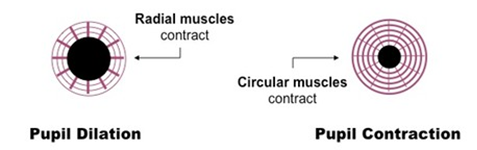 Radial muscles
contract
Circular muscles
contract
Pupil Dilation
Pupil Contraction